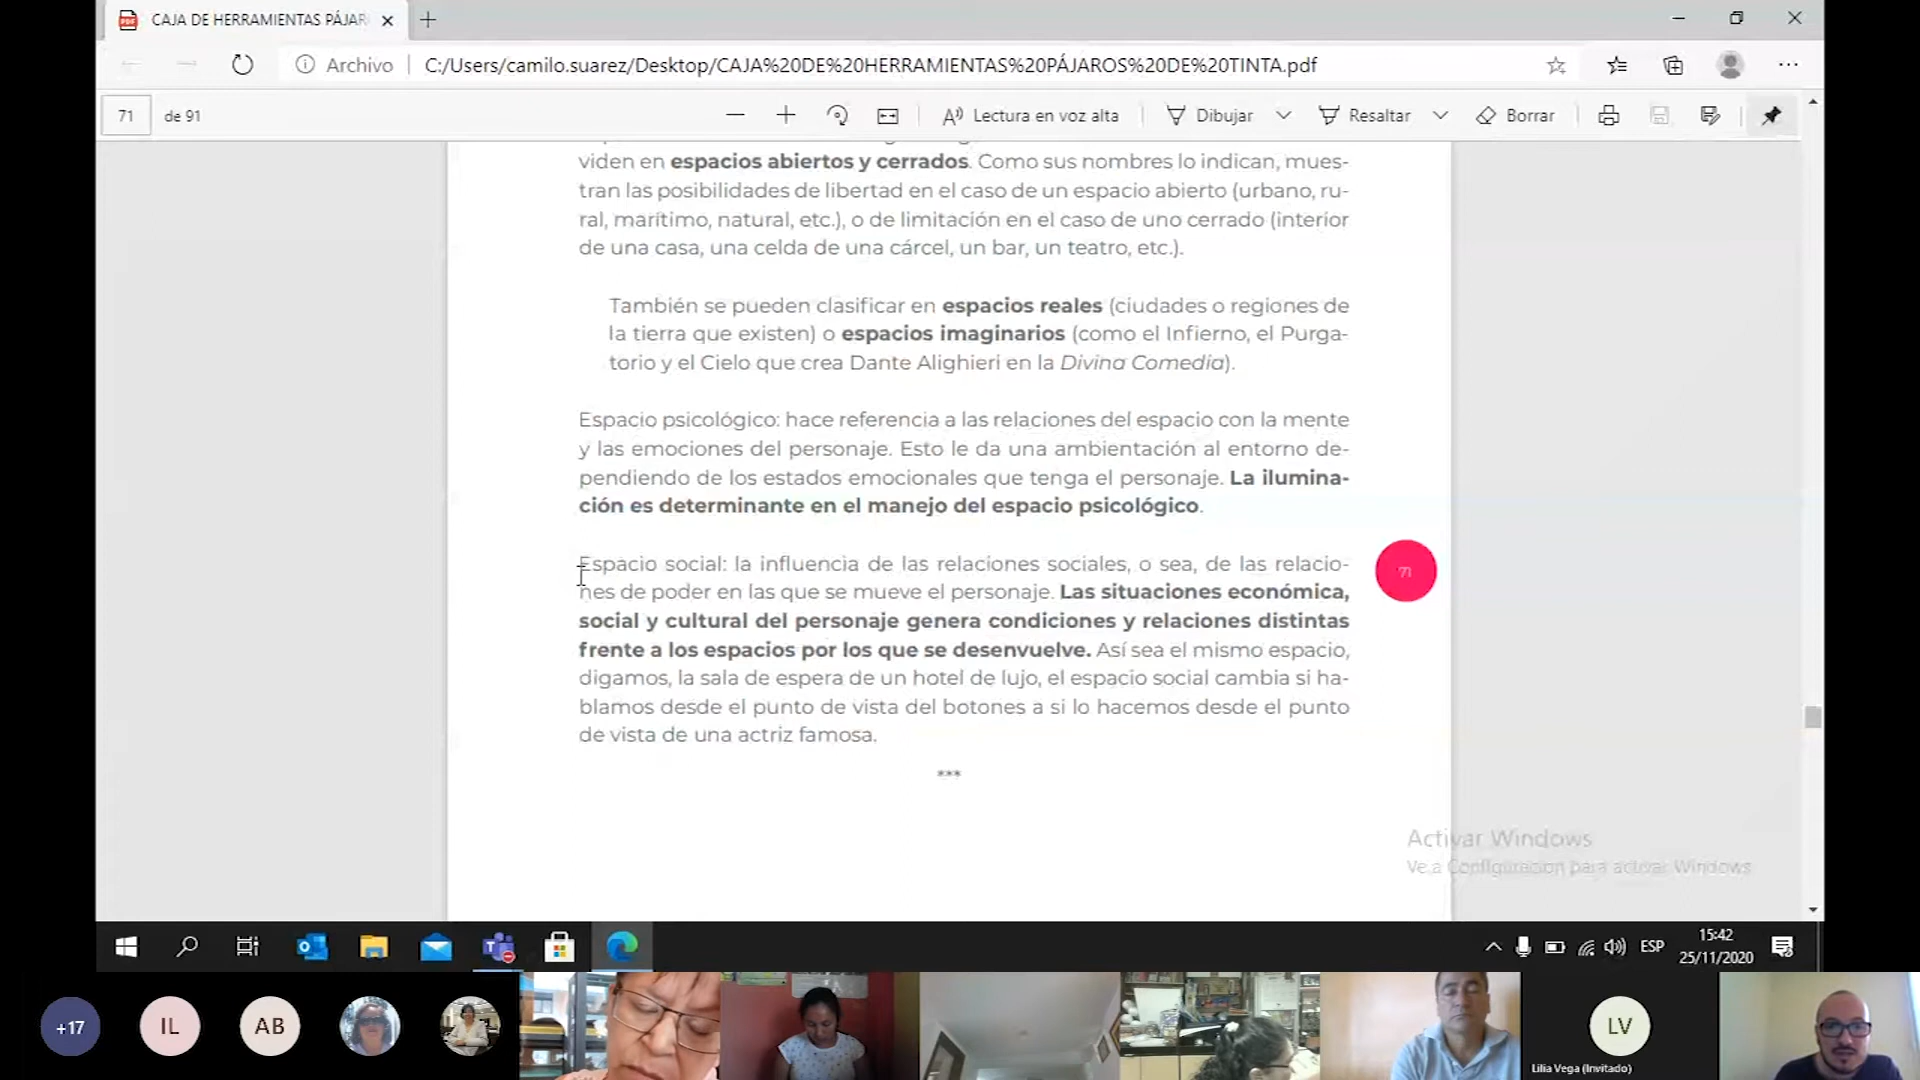 CAJA DE HERRAMIENTAS PÁJAR
Archivo
C:/Users/camilo.suarez/Desktop/CAJA%20DE%20HERRAMIENTAS%20PÁJAROS%20DE%20TINTA.pdf
71 de 91
Lectura en voz alta
Dibujar
Resaltar
Borrar
viden en espacios abiertos y cerrados. Como sus nombres lo indican, mues-
tran las posibilidades de libertad en el caso de un espacio abierto (urbano, ru-
ral, marítimo, natural, etc.), o de limitación en el caso de uno cerrado (interior
de una casa, una celda de una cárcel, un bar, un teatro, etc.).
También se pueden clasificar en espacios reales (ciudades o regiones de
la tierra que existen) o espacios imaginarios (como el Infierno, el Purga-
torio y el Cielo que crea Dante Alighieri en la Divina Comedia).
Espacio psicológico: hace referencia a las relaciones del espacio con la mente
y las emociones del personaje. Esto le da una ambientación al entorno de-
pendiendo de los estados emocionales que tenga el personaje. La ilumina-
ción es determinante en el manejo del espacio psicológico.
Espacio social: la influencia de las relaciones sociales, o sea, de las relacio-
nes de poder en las que se mueve el personaje. Las situaciones económica,
social y cultural del personaje genera condiciones y relaciones distintas
frente a los espacios por los que se desenvuelve. Así sea el mismo espacio,
digamos, la sala de espera de un hotel de lujo, el espacio social cambia si ha-
blamos desde el punto de vista del botones a si lo hacemos desde el punto
de vista de una actriz famosa.
71
***
Activar Windows
Ve a Configuración para activar Windows
ESP
15:42
25/11/2020
+17
IL
AB
LV
Lilia Vega (Invitado)